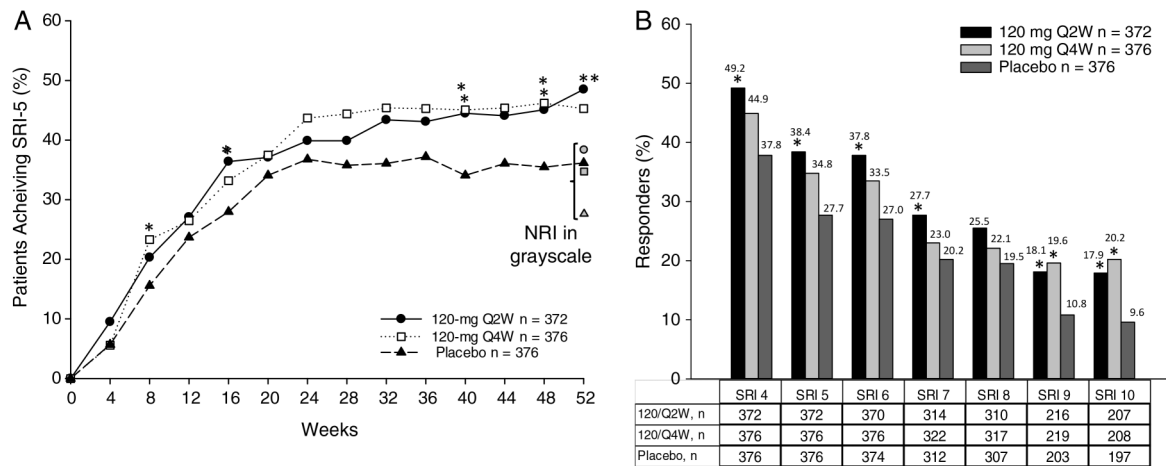 A
Patients Acheiving SRI-5 (%)
60
50
40
30
20
10
0
* * * * * * **
NRI in
grayscale
120-mg Q2W n = 372
120-mg Q4W n = 376
Placebo n = 376
0 4 8 12 16 20 24 28 32 36 40 44 48 52
Weeks
B
Responders (%)
60
50
40
30
20
10
0
120 mg Q2W n = 372
120 mg Q4W n = 376
Placebo n = 376
49.2 * 44.9 37.8
38.4 * 34.8 27.7
37.8 * 33.5 27.0
27.7 * 23.0 20.2
25.5 22.1 19.5
18.1 * 19.6 * 10.8
17.9 * 20.2 * 9.6
SRI 4 SRI 5 SRI 6 SRI 7 SRI 8 SRI 9 SRI 10
120/Q2W, n 372 372 370 314 310 216 207
120/Q4W, n 376 376 376 322 317 219 208
Placebo, n 376 376 374 312 307 203 197